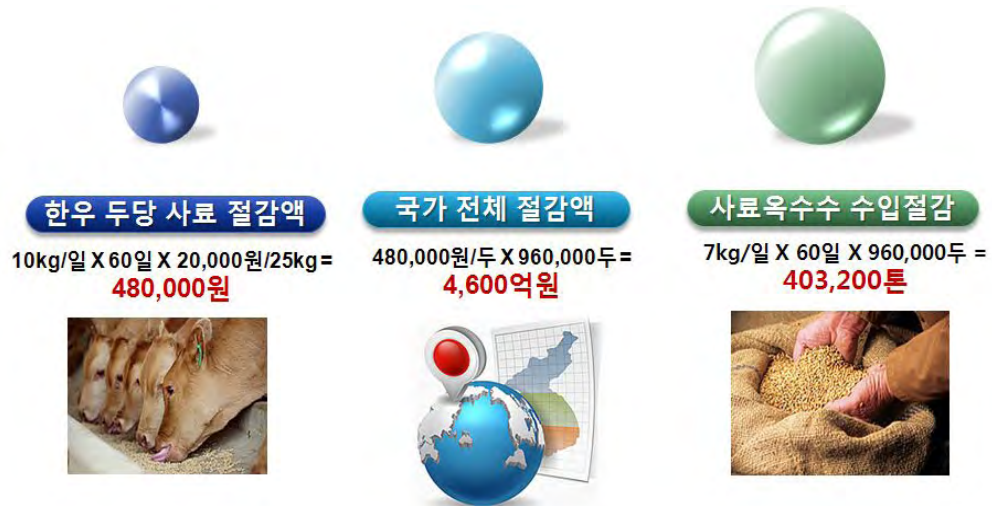 한우 두당 사료 절감액
10kg/일 X 60일 X 20,000원/25kg=
480,000원
국가 전체 절감액
480,000원/두 X 960,000두=
4,600억원
사료옥수수 수입절감
7kg/일 X 60일 X 960,000두 =
403,200톤